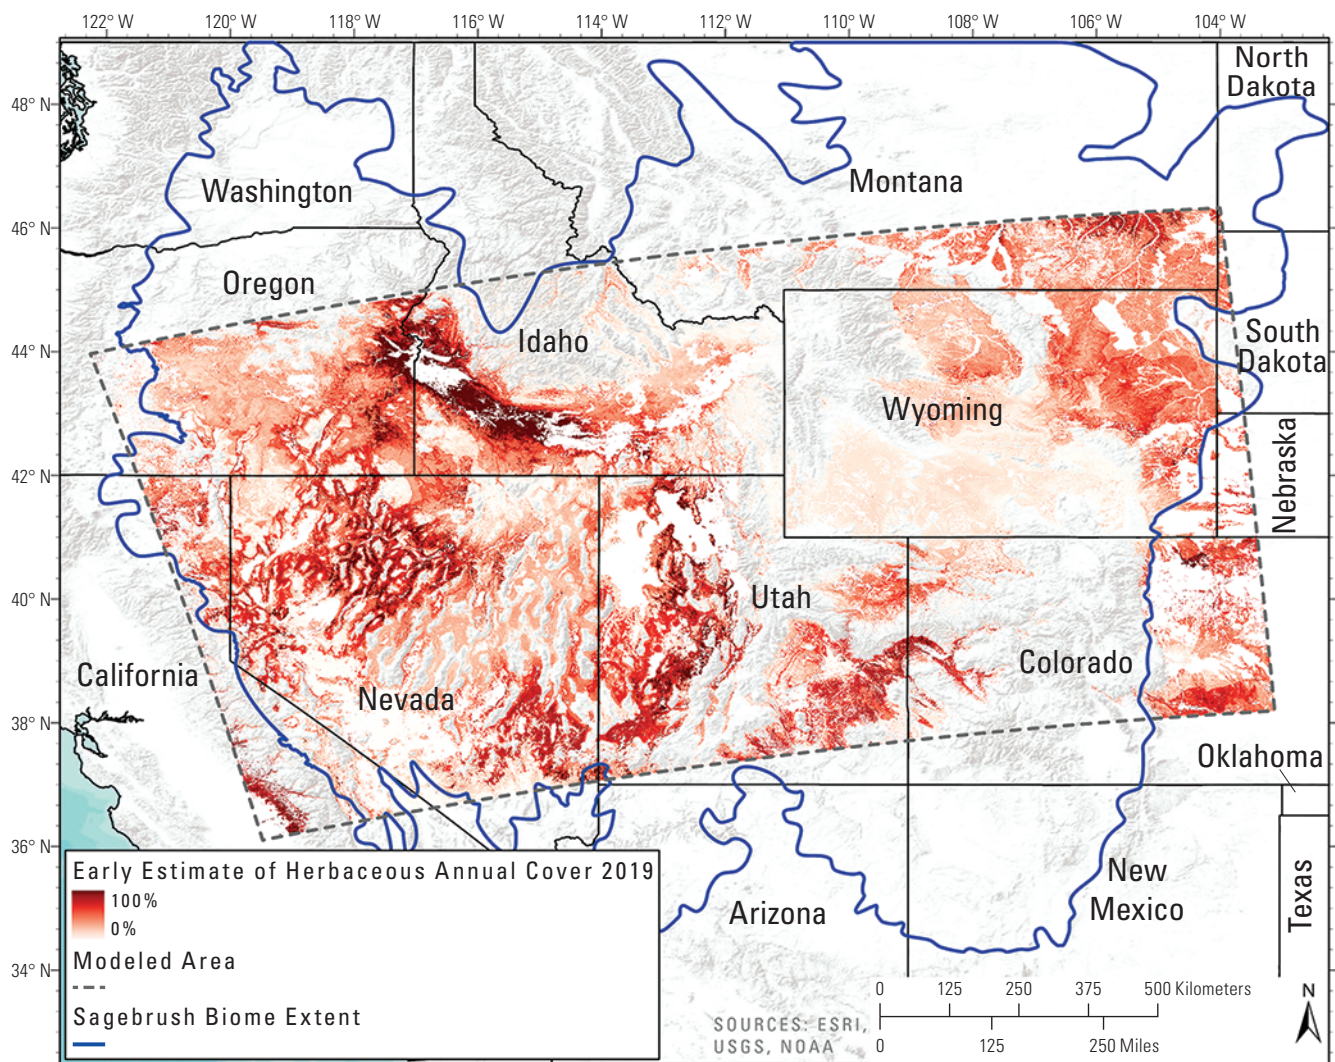 122° W 120° W 118° W 116° W 114° W 112° W 110° W 108° W 106° W 104° W
North
Dakota
48° N
Washington
Montana
46° N
Oregon
Idaho
South
Dakota
44° N
Wyoming
Nebraska
42° N
Utah
40° N
California
Nevada
Colorado
38° N
Oklahoma
36° N
Early Estimate of Herbaceous Annual Cover 2019
100%
0%
Modeled Area
Sagebrush Biome Extent
New
Mexico
Arizona
Texas
34° N
0 125 250 375 500 Kilometers
0 125 250 Miles
SOURCES: ESRI,
USGS, NOAA
N